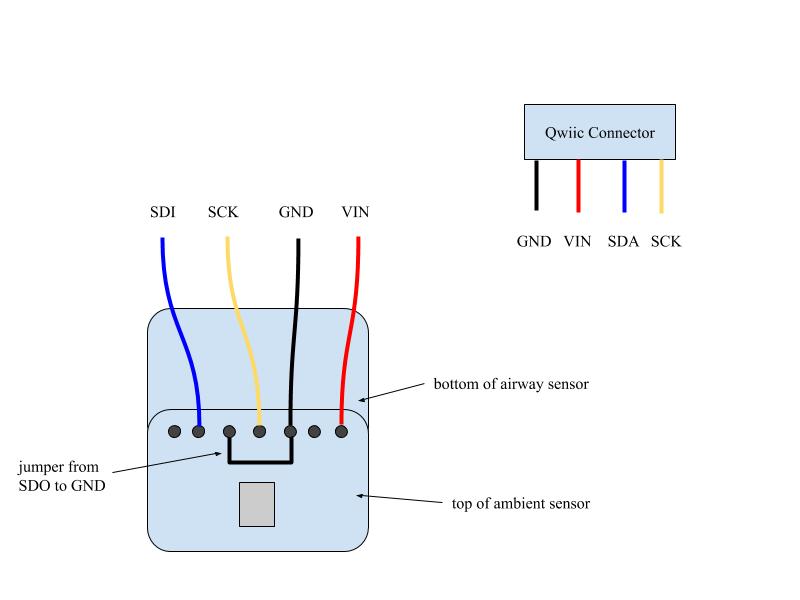 Qwiic Connector
GND VIN SDA SCK
SDI SCK GND VIN
bottom of airway sensor
jumper from
SDO to GND
top of ambient sensor